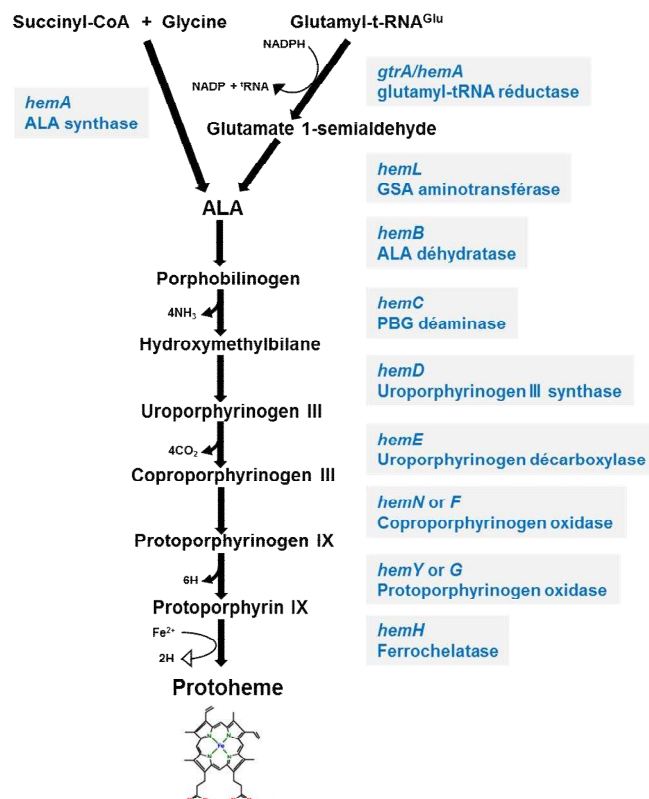 Succinyl-CoA + Glycine
Glutamyl-t-RNA^Glu
NADPH
NADP + ᵗRNA
gtrA/hemA
glutamyl-tRNA réductase
hemA
ALA synthase
Glutamate 1-semialdehyde
hemL
GSA aminotransférase
ALA
hemB
ALA déhydratase
Porphobilinogen
4NH₃
hemC
PBG déaminase
Hydroxymethylbilane
hemD
Uroporphyrinogen III synthase
Uroporphyrinogen III
4CO₂
hemE
Uroporphyrinogen décarboxylase
Coproporphyrinogen III
hemN or F
Coproporphyrinogen oxidase
Protoporphyrinogen IX
6H
hemY or G
Protoporphyrinogen oxidase
Protoporphyrin IX
Fe²⁺
2H
hemH
Ferrochelatase
Protoheme
N
N
Fe
N
N